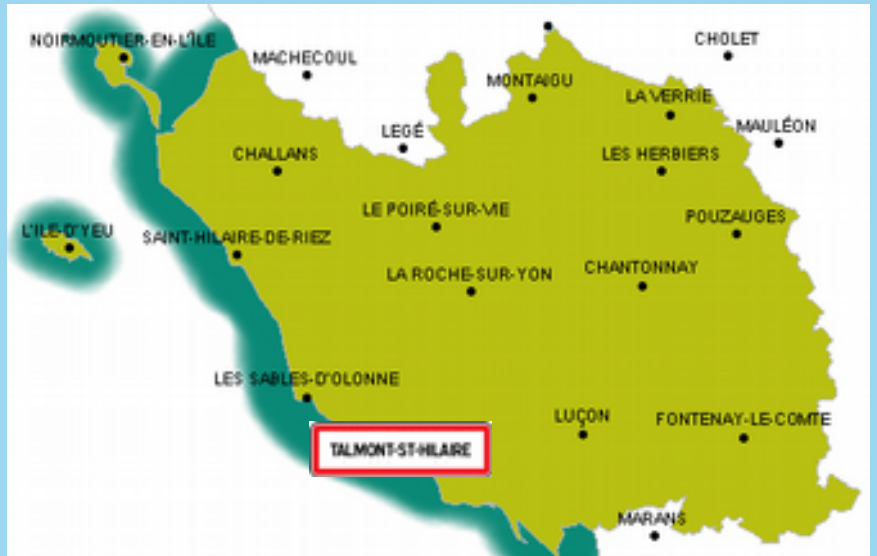 NOIRMOUTIER-EN-L'ÎLE
CHOLET
MACHECOUL
MONTAIGU
LA VERRIE
MAULÉON
LEGÉ
CHALLANS
LES HERBIERS
LE POIRÉ-SUR-VIE
POUZAUGES
L'ILE-D'YEU
SAINT-HILAIRE-DE-RIEZ
LA ROCHE-SUR-YON
CHANTONNAY
LES SABLES-D'OLONNE
LUÇON
FONTENAY-LE-COMTE
TALMONT-ST-HILAIRE
MARANS